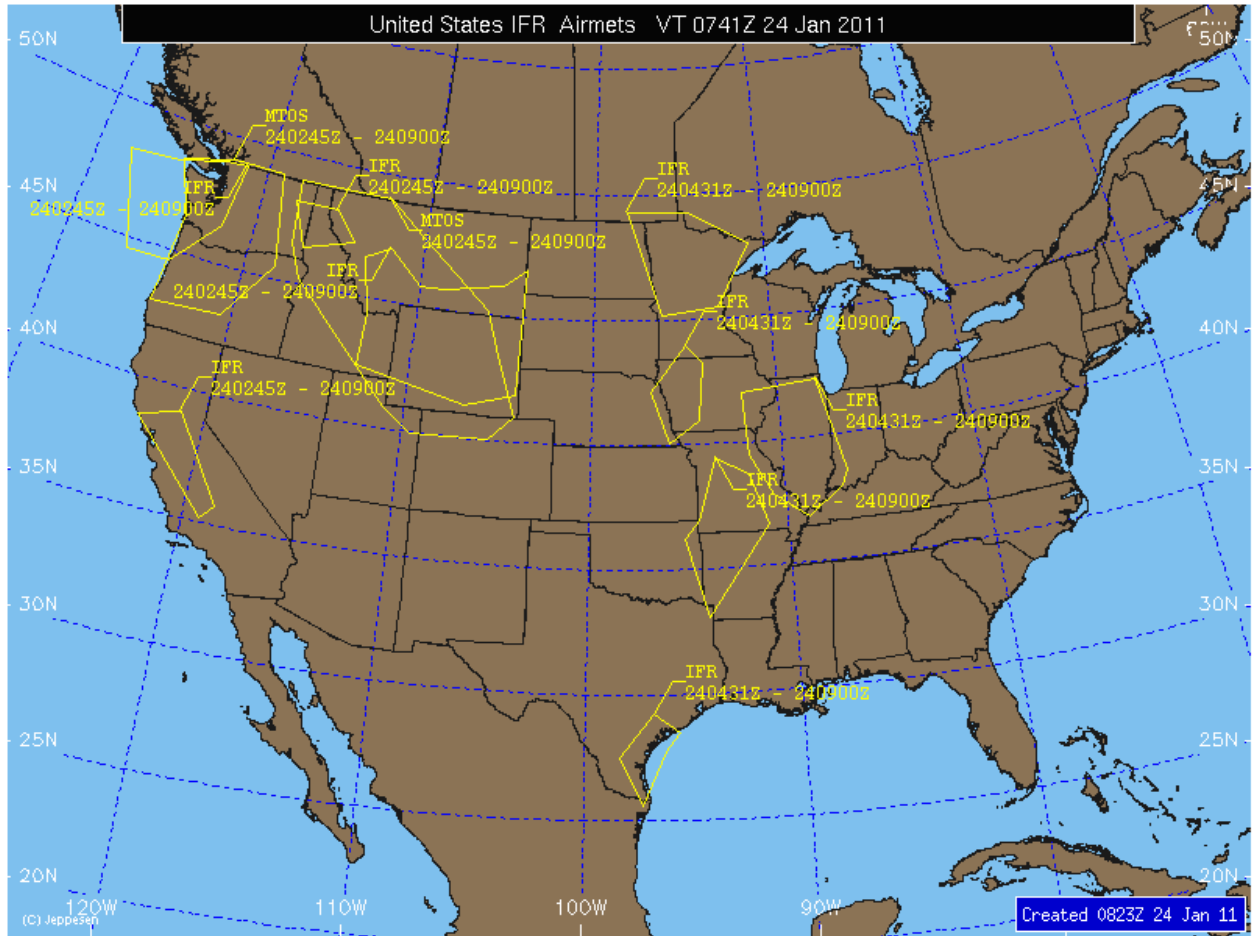 United States IFR Airmets VT 0741Z 24 Jan 2011
50N
50N
MTOS
240245Z - 240900Z
IFR
240245Z - 240900Z
IFR
240431Z - 240900Z
45N
45N
IFR
240245Z - 240900Z
MTOS
240245Z - 240900Z
IFR
240245Z - 240900Z
IFR
240431Z - 240900Z
40N
40N
IFR
240245Z - 240900Z
IFR
240431Z - 240900Z
35N
35N
IFR
240431Z - 240900Z
30N
30N
IFR
240431Z - 240900Z
25N
25N
20N
20N
120W
110W
100W
90W
(C) Jeppesen
Created 0823Z 24 Jan 11